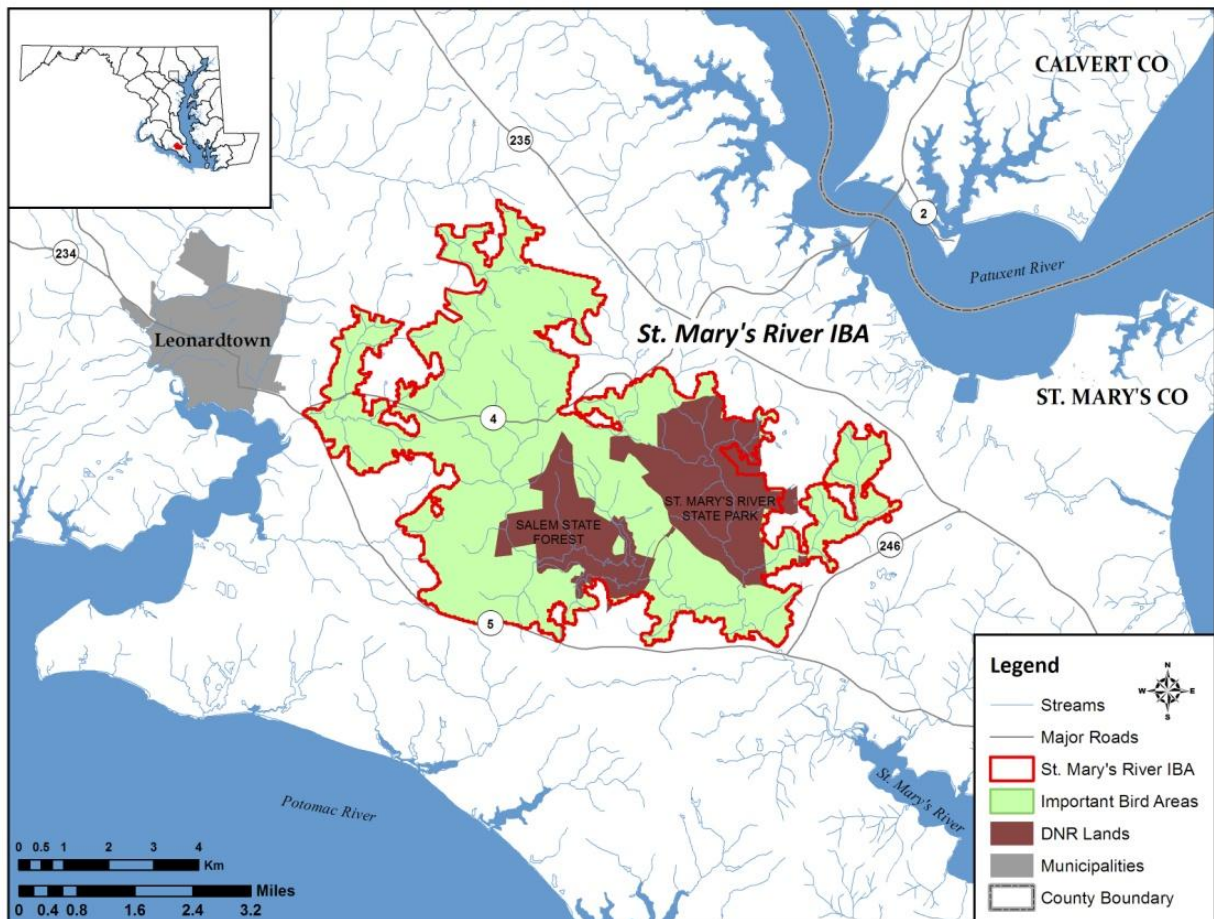 CALVERT CO
235
2
234
Patuxent River
St. Mary's River IBA
Leonardtown
ST. MARY'S CO
4
ST. MARY'S RIVER
STATE PARK
SALEM STATE
FOREST
246
5
Legend
N
W E
S
Streams
Major Roads
St. Mary's River IBA
Important Bird Areas
DNR Lands
Municipalities
County Boundary
St. Mary's River
Potomac River
0 0.5 1 2 3 4
Km
Miles
0 0.4 0.8 1.6 2.4 3.2